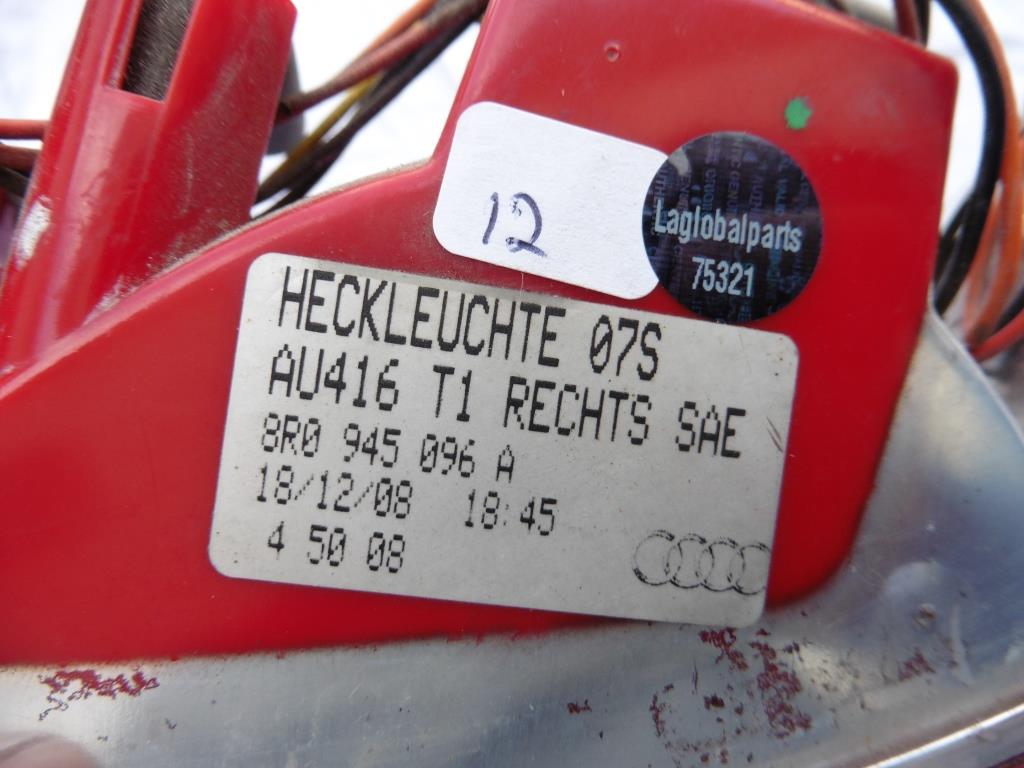 12
Laglobalparts
75321
HECKLEUCHTE 07S
AU416 T1 RECHTS SAE
8R0 945 096 A
18/12/08 18:45
4 50 08